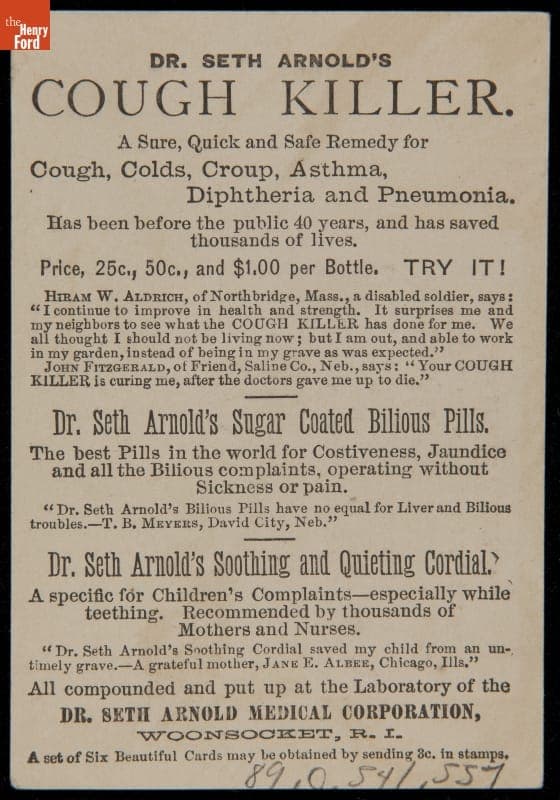 the
Henry
Ford
DR. SETH ARNOLD'S
COUGH KILLER.
A Sure, Quick and Safe Remedy for
Cough, Colds, Croup, Asthma,
Diphtheria and Pneumonia.
Has been before the public 40 years, and has saved
thousands of lives.
Price, 25c., 50c., and $1.00 per Bottle. TRY IT!
HIRAM W. ALDRICH, of Northbridge, Mass., a disabled soldier, says:
"I continue to improve in health and strength. It surprises me and
my neighbors to see what the COUGH KILLER has done for me. We
all thought I should not be living now; but I am out, and able to work
in my garden, instead of being in my grave as was expected."
JOHN FITZGERALD, of Friend, Saline Co., Neb., says: "Your COUGH
KILLER is curing me, after the doctors gave me up to die."
Dr. Seth Arnold's Sugar Coated Bilious Pills.
The best Pills in the world for Costiveness, Jaundice
and all the Bilious complaints, operating without
Sickness or pain.
"Dr. Seth Arnold's Bilious Pills have no equal for Liver and Bilious
troubles.—T. B. MEYERS, David City, Neb."
Dr. Seth Arnold's Soothing and Quieting Cordial.
A specific for Children's Complaints—especially while
teething. Recommended by thousands of
Mothers and Nurses.
"Dr. Seth Arnold's Soothing Cordial saved my child from an un-
timely grave.—A grateful mother, JANE E. ALBEE, Chicago, Ills."
All compounded and put up at the Laboratory of the
DR. SETH ARNOLD MEDICAL CORPORATION,
WOONSOCKET, R. I.
A set of Six Beautiful Cards may be obtained by sending 3c. in stamps.
89.0.541.557